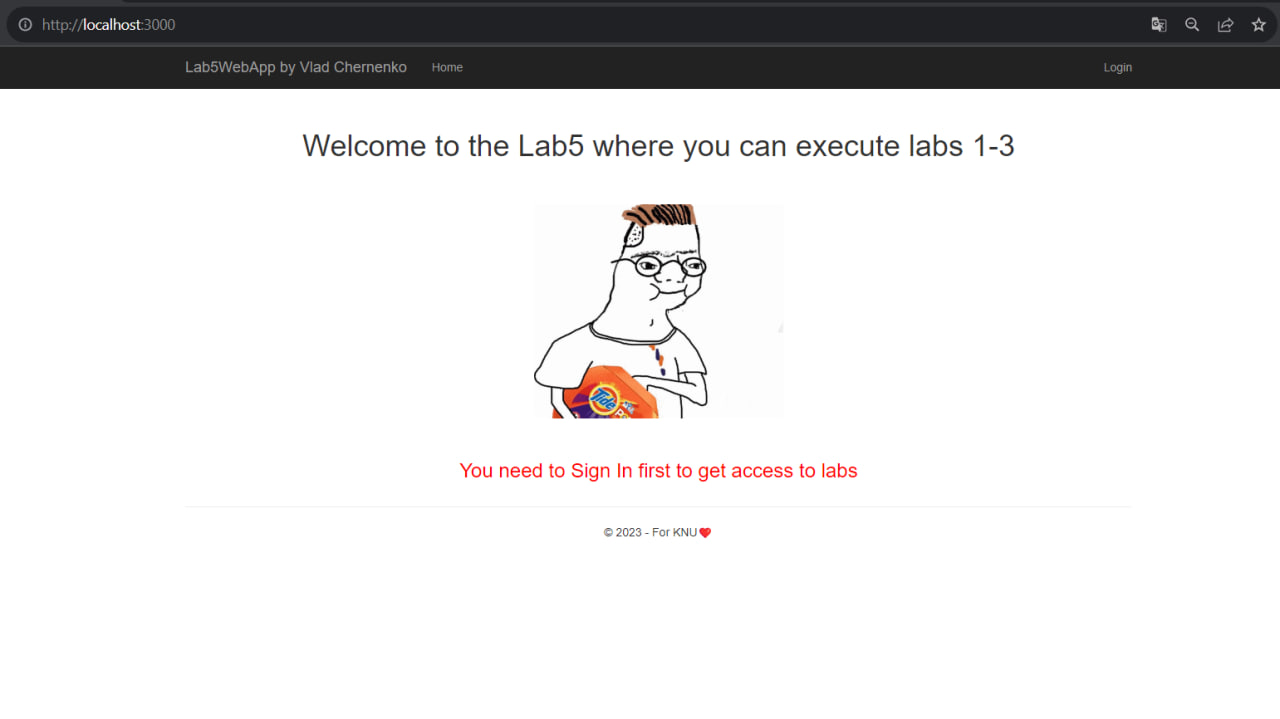 http://localhost:3000
Lab5WebApp by Vlad Chernenko Home Login
Welcome to the Lab5 where you can execute labs 1-3
Tide
You need to Sign In first to get access to labs
© 2023 - For KNU❤